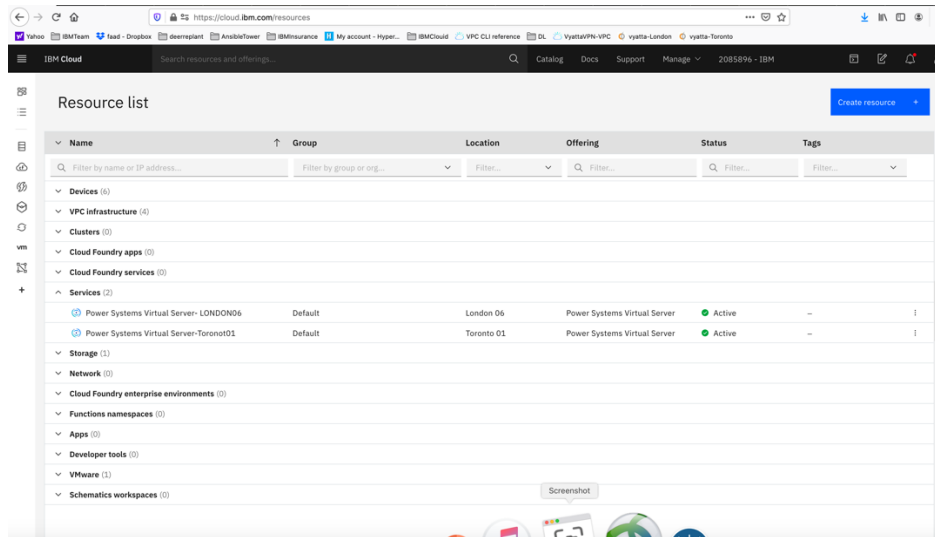 https://cloud.ibm.com/resources
Yahoo IBMTeam faad - Dropbox deerreplant AnsibleTower IBMInsurance My account - Hyper... IBMClouid VPC CLI reference DL VyattaVPN-VPC vyatta-London vyatta-Toronto
IBM Cloud Search resources and offerings... Catalog Docs Support Manage 2085896 - IBM
Resource list
Create resource +
Name Group Location Offering Status Tags
Filter by name or IP address... Filter by group or org... Filter... Filter... Filter... Filter...
Devices (6)
VPC infrastructure (4)
Clusters (0)
Cloud Foundry apps (0)
vm
Cloud Foundry services (0)
Services (2)
Power Systems Virtual Server- LONDON06 Default London 06 Power Systems Virtual Server Active –
Power Systems Virtual Server-Toronot01 Default Toronto 01 Power Systems Virtual Server Active –
Storage (1)
Network (0)
Cloud Foundry enterprise environments (0)
Functions namespaces (0)
Apps (0)
Developer tools (0)
VMware (1)
Schematics workspaces (0)
Screenshot